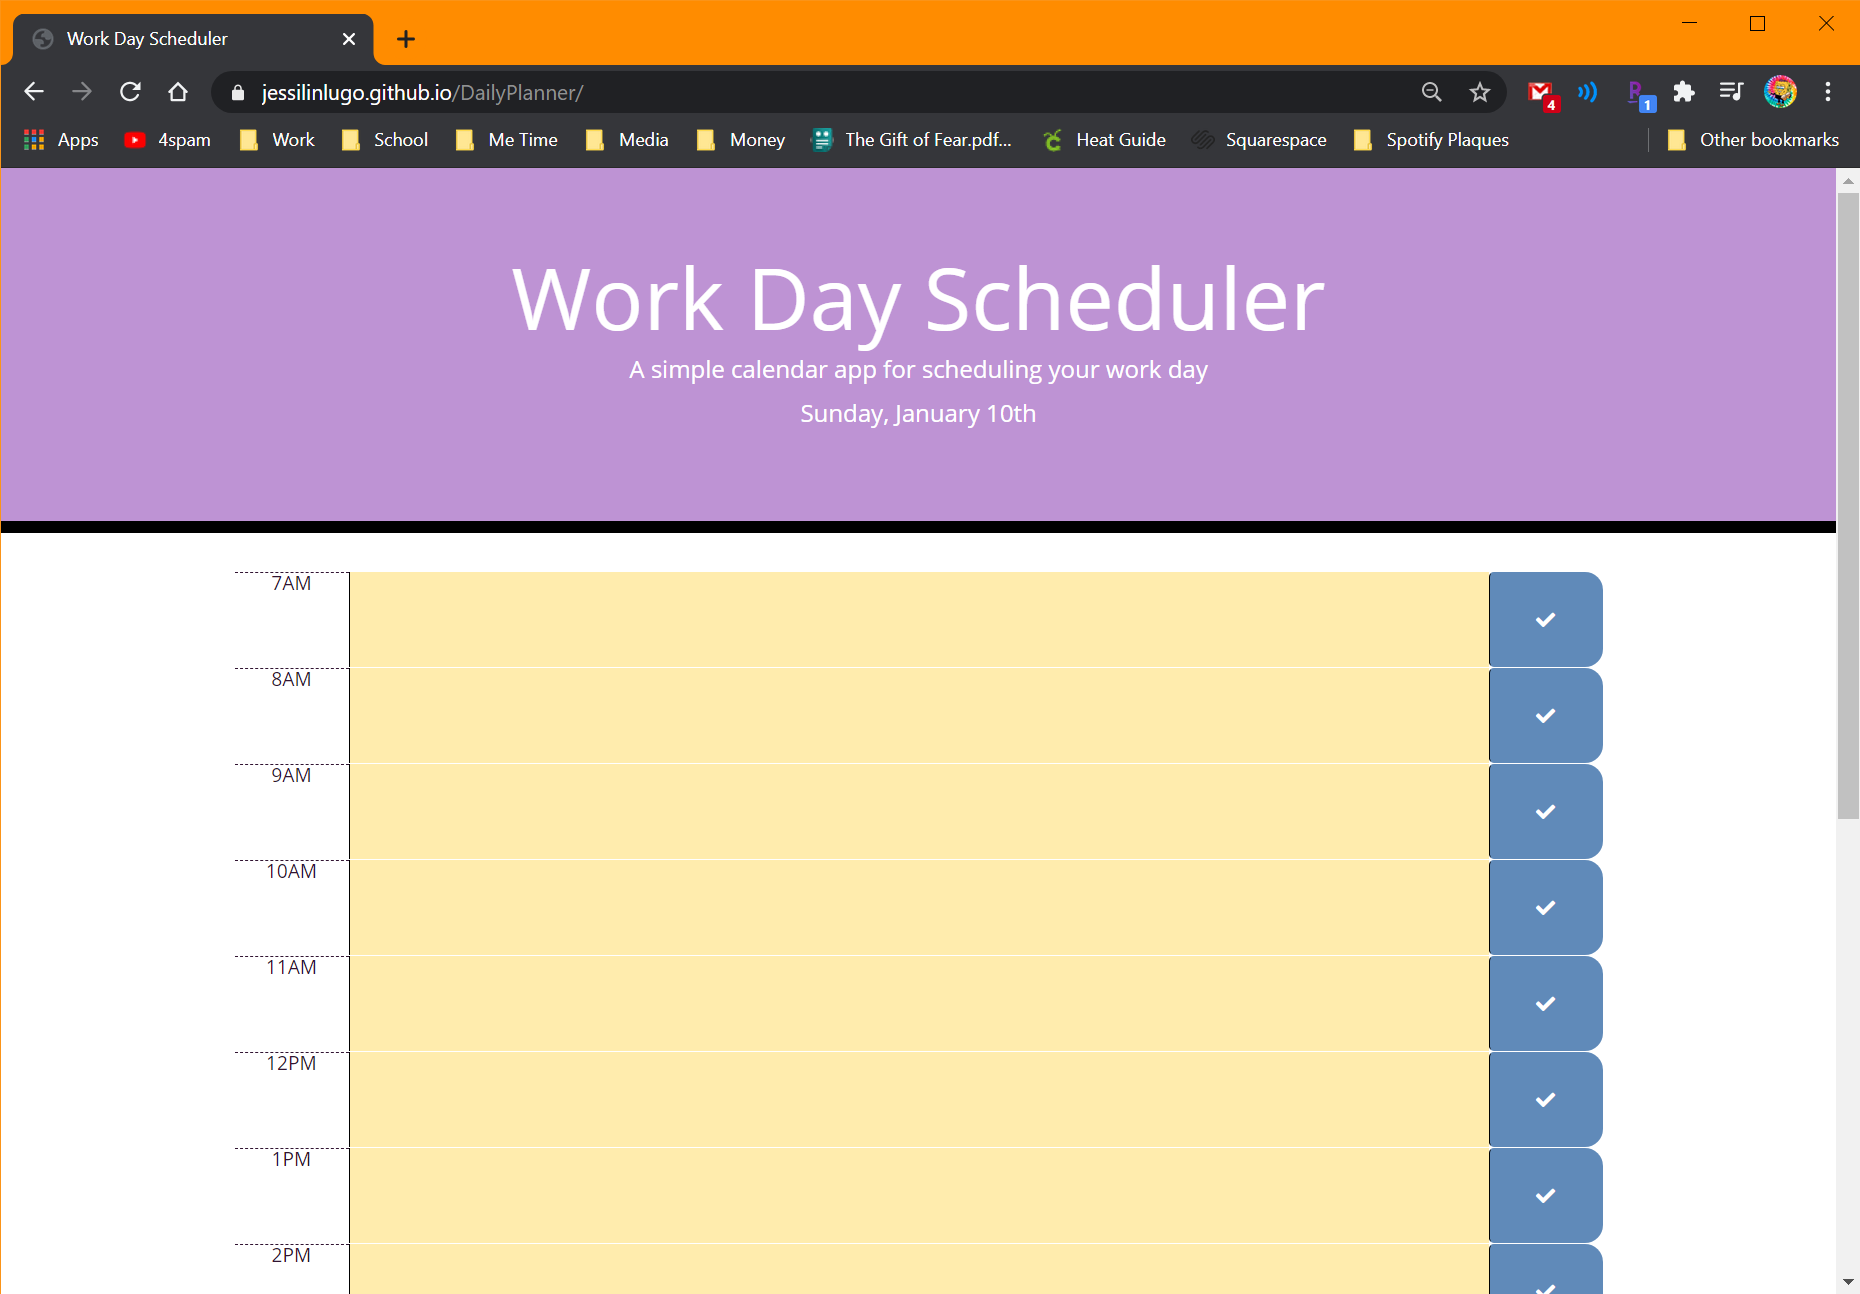 Work Day Scheduler
jessilinlugo.github.io/DailyPlanner/
4
1
Apps 4spam Work School Me Time Media Money The Gift of Fear.pdf... Heat Guide Squarespace Spotify Plaques Other bookmarks
Work Day Scheduler
A simple calendar app for scheduling your work day
Sunday, January 10th
7AM
8AM
9AM
10AM
11AM
12PM
1PM
2PM